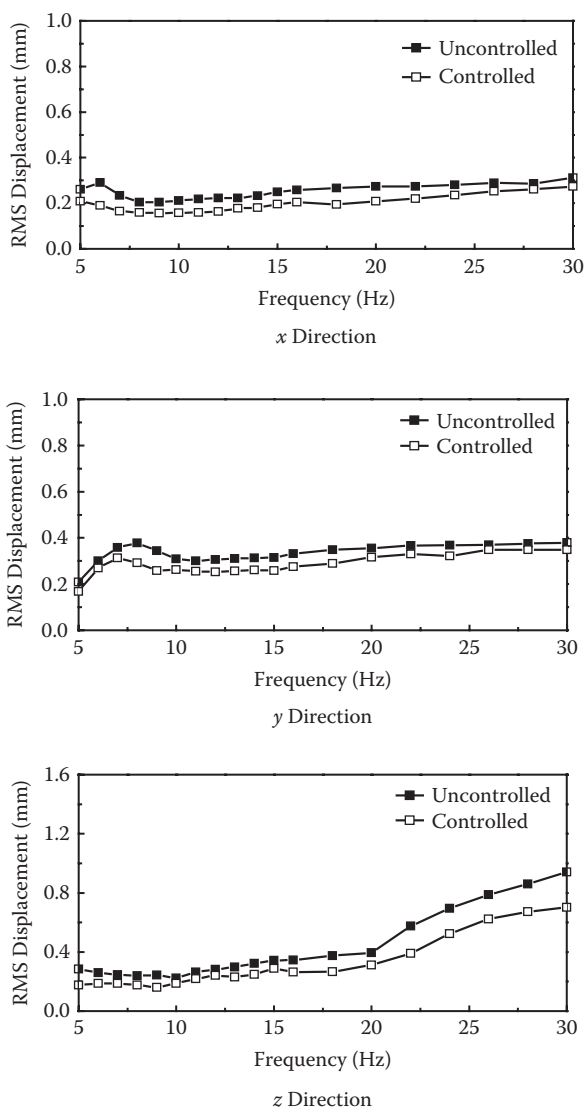 1.0
0.8
0.6
0.4
0.2
0.0
RMS Displacement (mm)
Uncontrolled
Controlled
5 10 15 20 25 30
Frequency (Hz)
x Direction
1.0
0.8
0.6
0.4
0.2
0.0
RMS Displacement (mm)
Uncontrolled
Controlled
5 10 15 20 25 30
Frequency (Hz)
y Direction
1.6
1.2
0.8
0.4
0.0
RMS Displacement (mm)
Uncontrolled
Controlled
5 10 15 20 25 30
Frequency (Hz)
z Direction